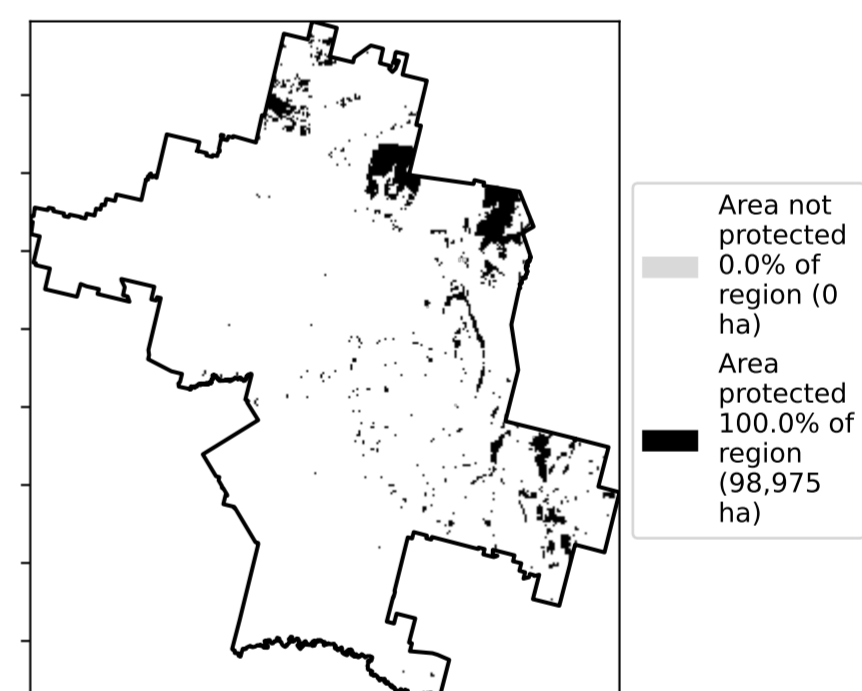 Area not
protected
0.0% of
region (0
ha)
Area
protected
100.0% of
region
(98,975
ha)